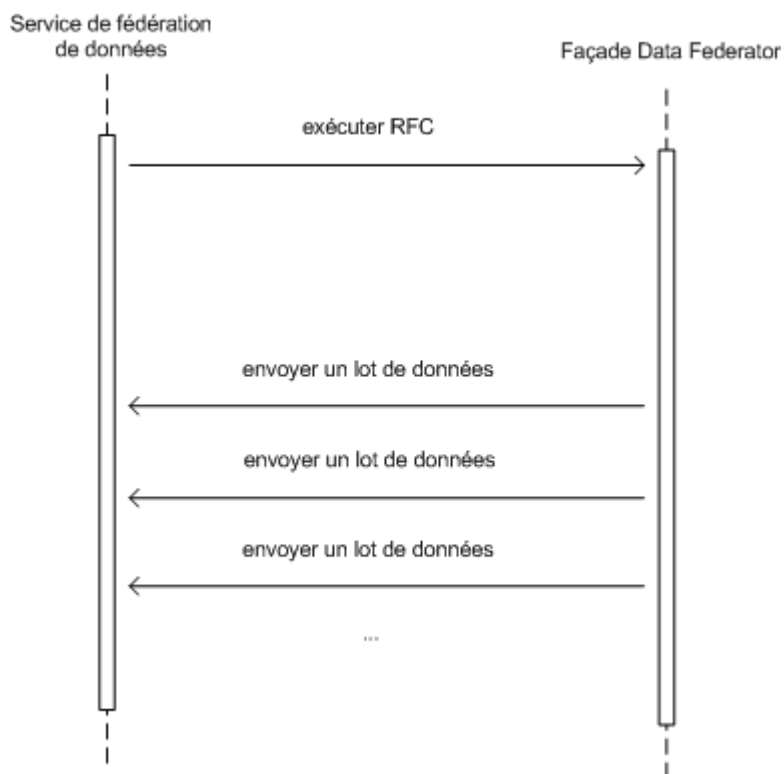 Service de fédération
de données
Façade Data Federator
exécuter RFC
envoyer un lot de données
envoyer un lot de données
envoyer un lot de données
...